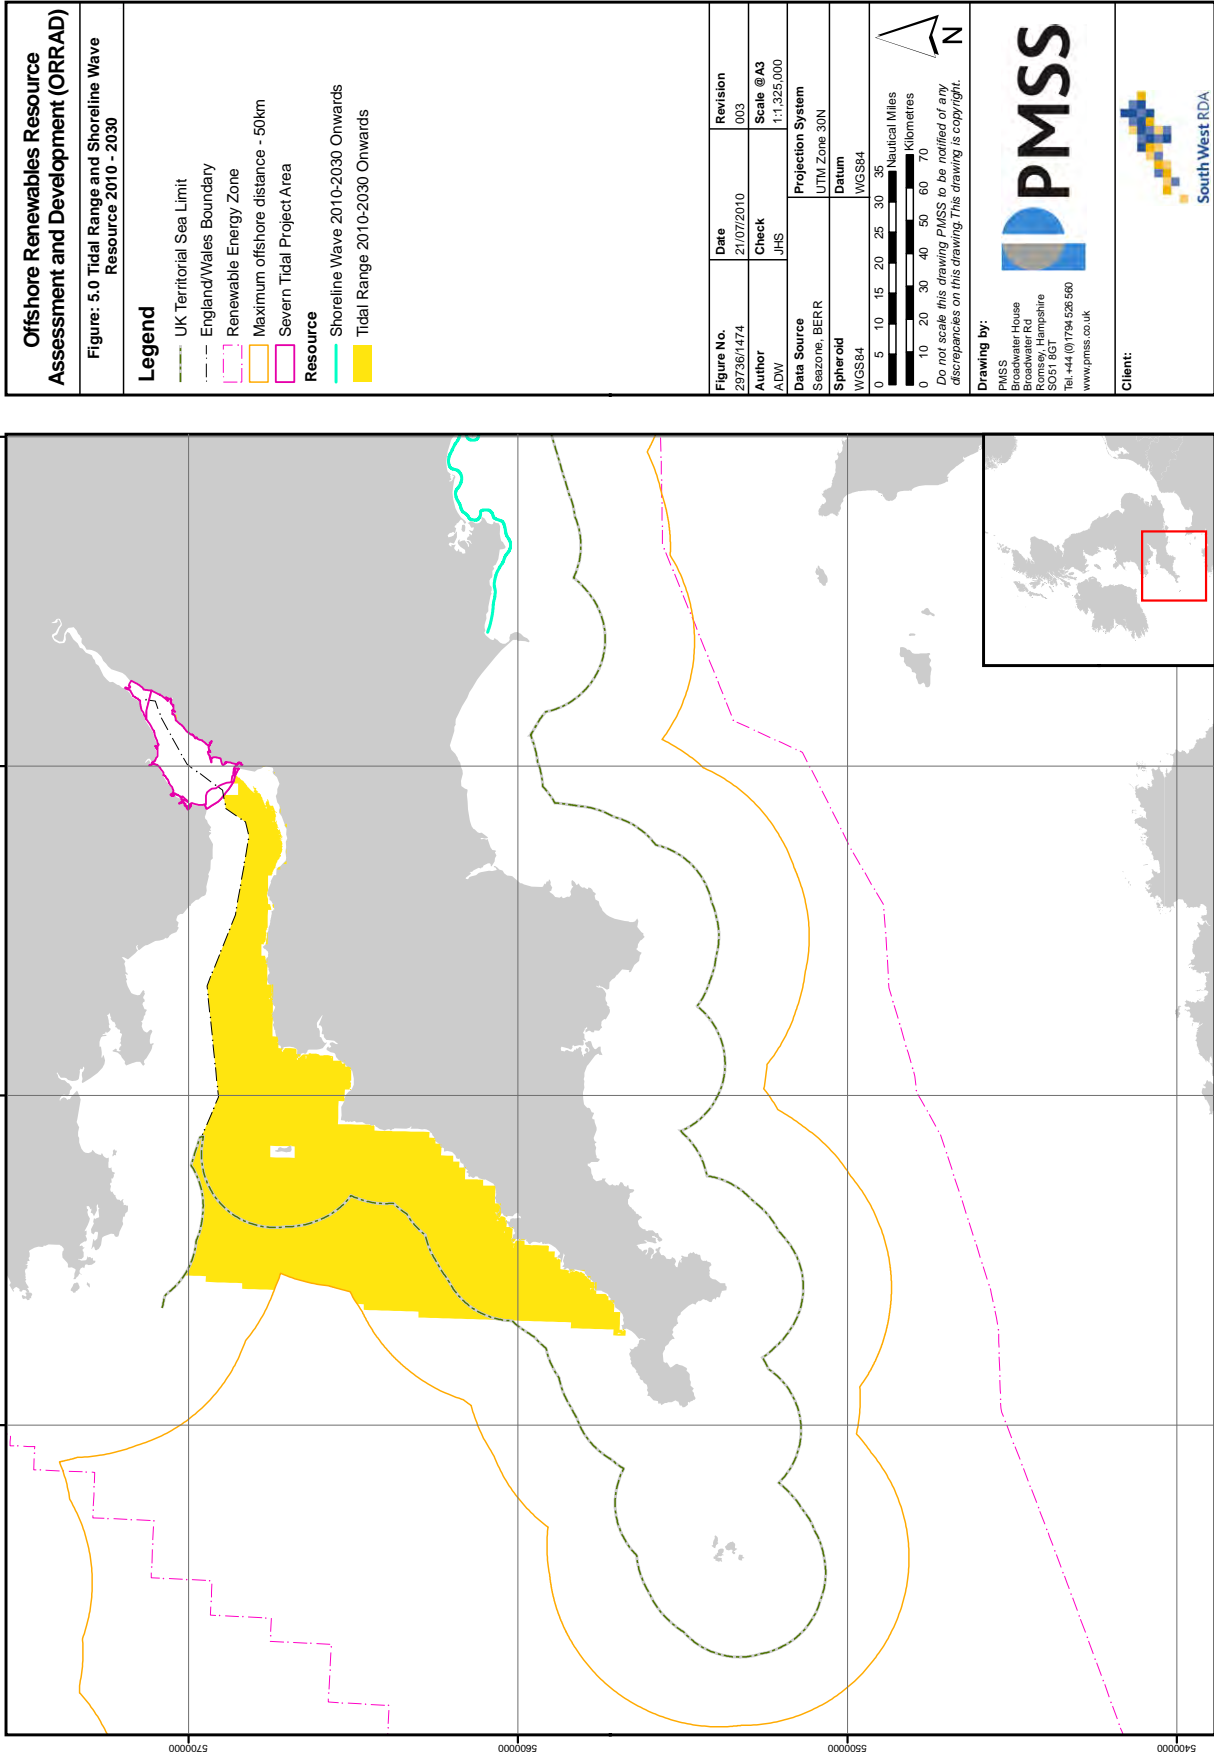 Offshore Renewables Resource
Assessment and Development (ORRAD)
Figure: 5.0 Tidal Range and Shoreline Wave
Resource 2010 - 2030
Legend
UK Territorial Sea Limit
England/Wales Boundary
Renewable Energy Zone
Maximum offshore distance - 50km
Severn Tidal Project Area
Resource
Shoreline Wave 2010-2030 Onwards
Tidal Range 2010-2030 Onwards
Figure No.
29736/1474
Date
21/07/2010
Revision
003
Author
ADW
Check
JHS
Scale @A3
1:1,325,000
Data Source
Seazone, BERR
Projection System
UTM Zone 30N
Spheroid
WGS84
Datum
WGS84
0 5 10 15 20 25 30 35
Nautical Miles
Kilometres
0 10 20 30 40 50 60 70
N
Do not scale this drawing PMSS to be notified of any
discrepancies on this drawing.This drawing is copyright.
Drawing by:
PMSS
Broadwater House
Broadwater Rd
Romsey, Hampshire
SO51 8GT
Tel.+44 (0)1794 526560
www.pmss.co.uk
PMSS
Client:
South West RDA
5700000
5600000
5500000
5400000